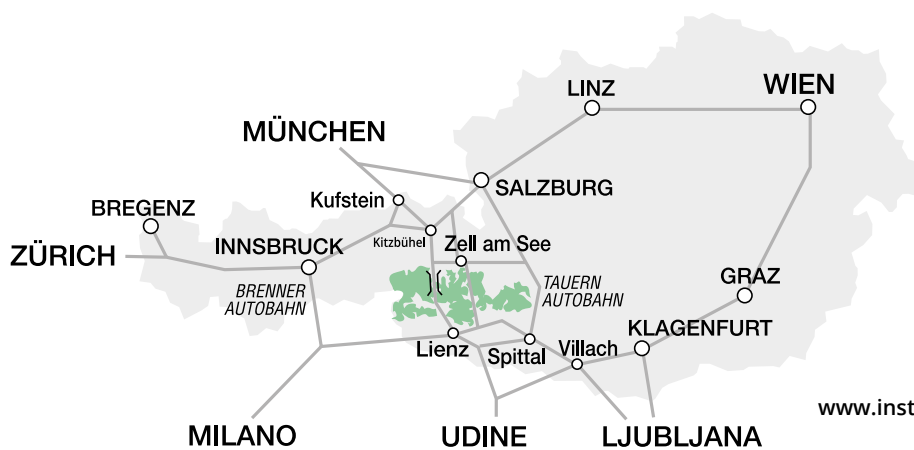 LINZ
WIEN
MÜNCHEN
SALZBURG
Kufstein
BREGENZ
Kitzbühel
Zell am See
ZÜRICH
INNSBRUCK
BRENNER
AUTOBAHN
TAUERN
AUTOBAHN
GRAZ
KLAGENFURT
Lienz
Spittal
Villach
www.inst
MILANO
UDINE
LJUBLJANA